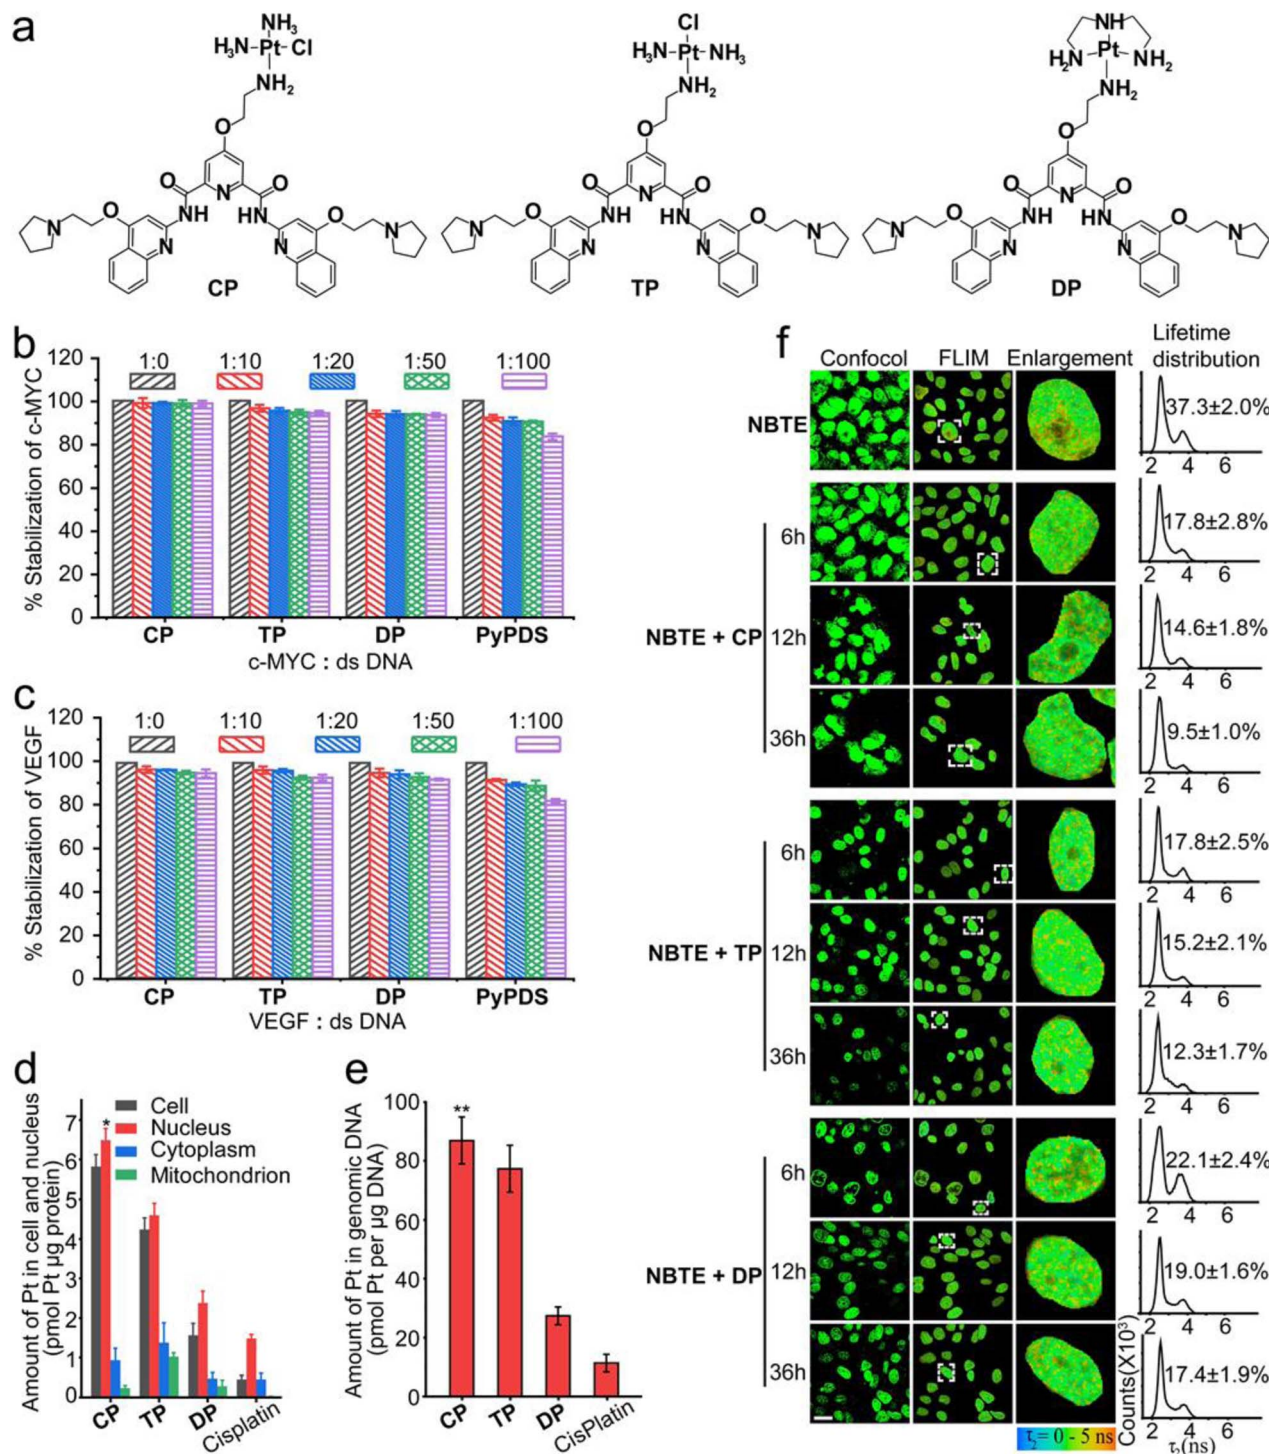 a
NH₃
H₃N-Pt-Cl
NH₂
O
O
O
N
NH
HN
N
O
O
N
N
N
CP
Cl
H₃N-Pt-NH₃
NH₂
O
O
O
N
NH
HN
N
O
O
N
N
N
TP
NH
Pt
H₂N
NH₂
NH₂
O
O
O
N
NH
HN
N
O
O
N
N
N
DP
b
% Stabilization of c-MYC
120
100
80
60
40
20
0
1:0 1:10 1:20 1:50 1:100
CP TP DP PyPDS
c-MYC : ds DNA
c
% Stabilization of VEGF
120
100
80
60
40
20
0
1:0 1:10 1:20 1:50 1:100
CP TP DP PyPDS
VEGF : ds DNA
d
Amount of Pt in cell and nucleus
(pmol Pt μg protein)
7
6
5
4
3
2
1
0
Cell
Nucleus
Cytoplasm
Mitochondrion
*
CP TP DP Cisplatin
e
Amount of Pt in genomic DNA
(pmol Pt per μg DNA)
100
80
60
40
20
0
**
CP TP DP CisPlatin
f
Confocol FLIM Enlargement Lifetime distribution
NBTE
37.3±2.0%
2 4 6
NBTE + CP
6h
17.8±2.8%
2 4 6
12h
14.6±1.8%
2 4 6
36h
9.5±1.0%
2 4 6
NBTE + TP
6h
17.8±2.5%
2 4 6
12h
15.2±2.1%
2 4 6
36h
12.3±1.7%
2 4 6
NBTE + DP
6h
22.1±2.4%
2 4 6
12h
19.0±1.6%
2 4 6
36h
17.4±1.9%
2 4 6
Counts(X10³)
τ₂(ns)
τ₂= 0 - 5 ns